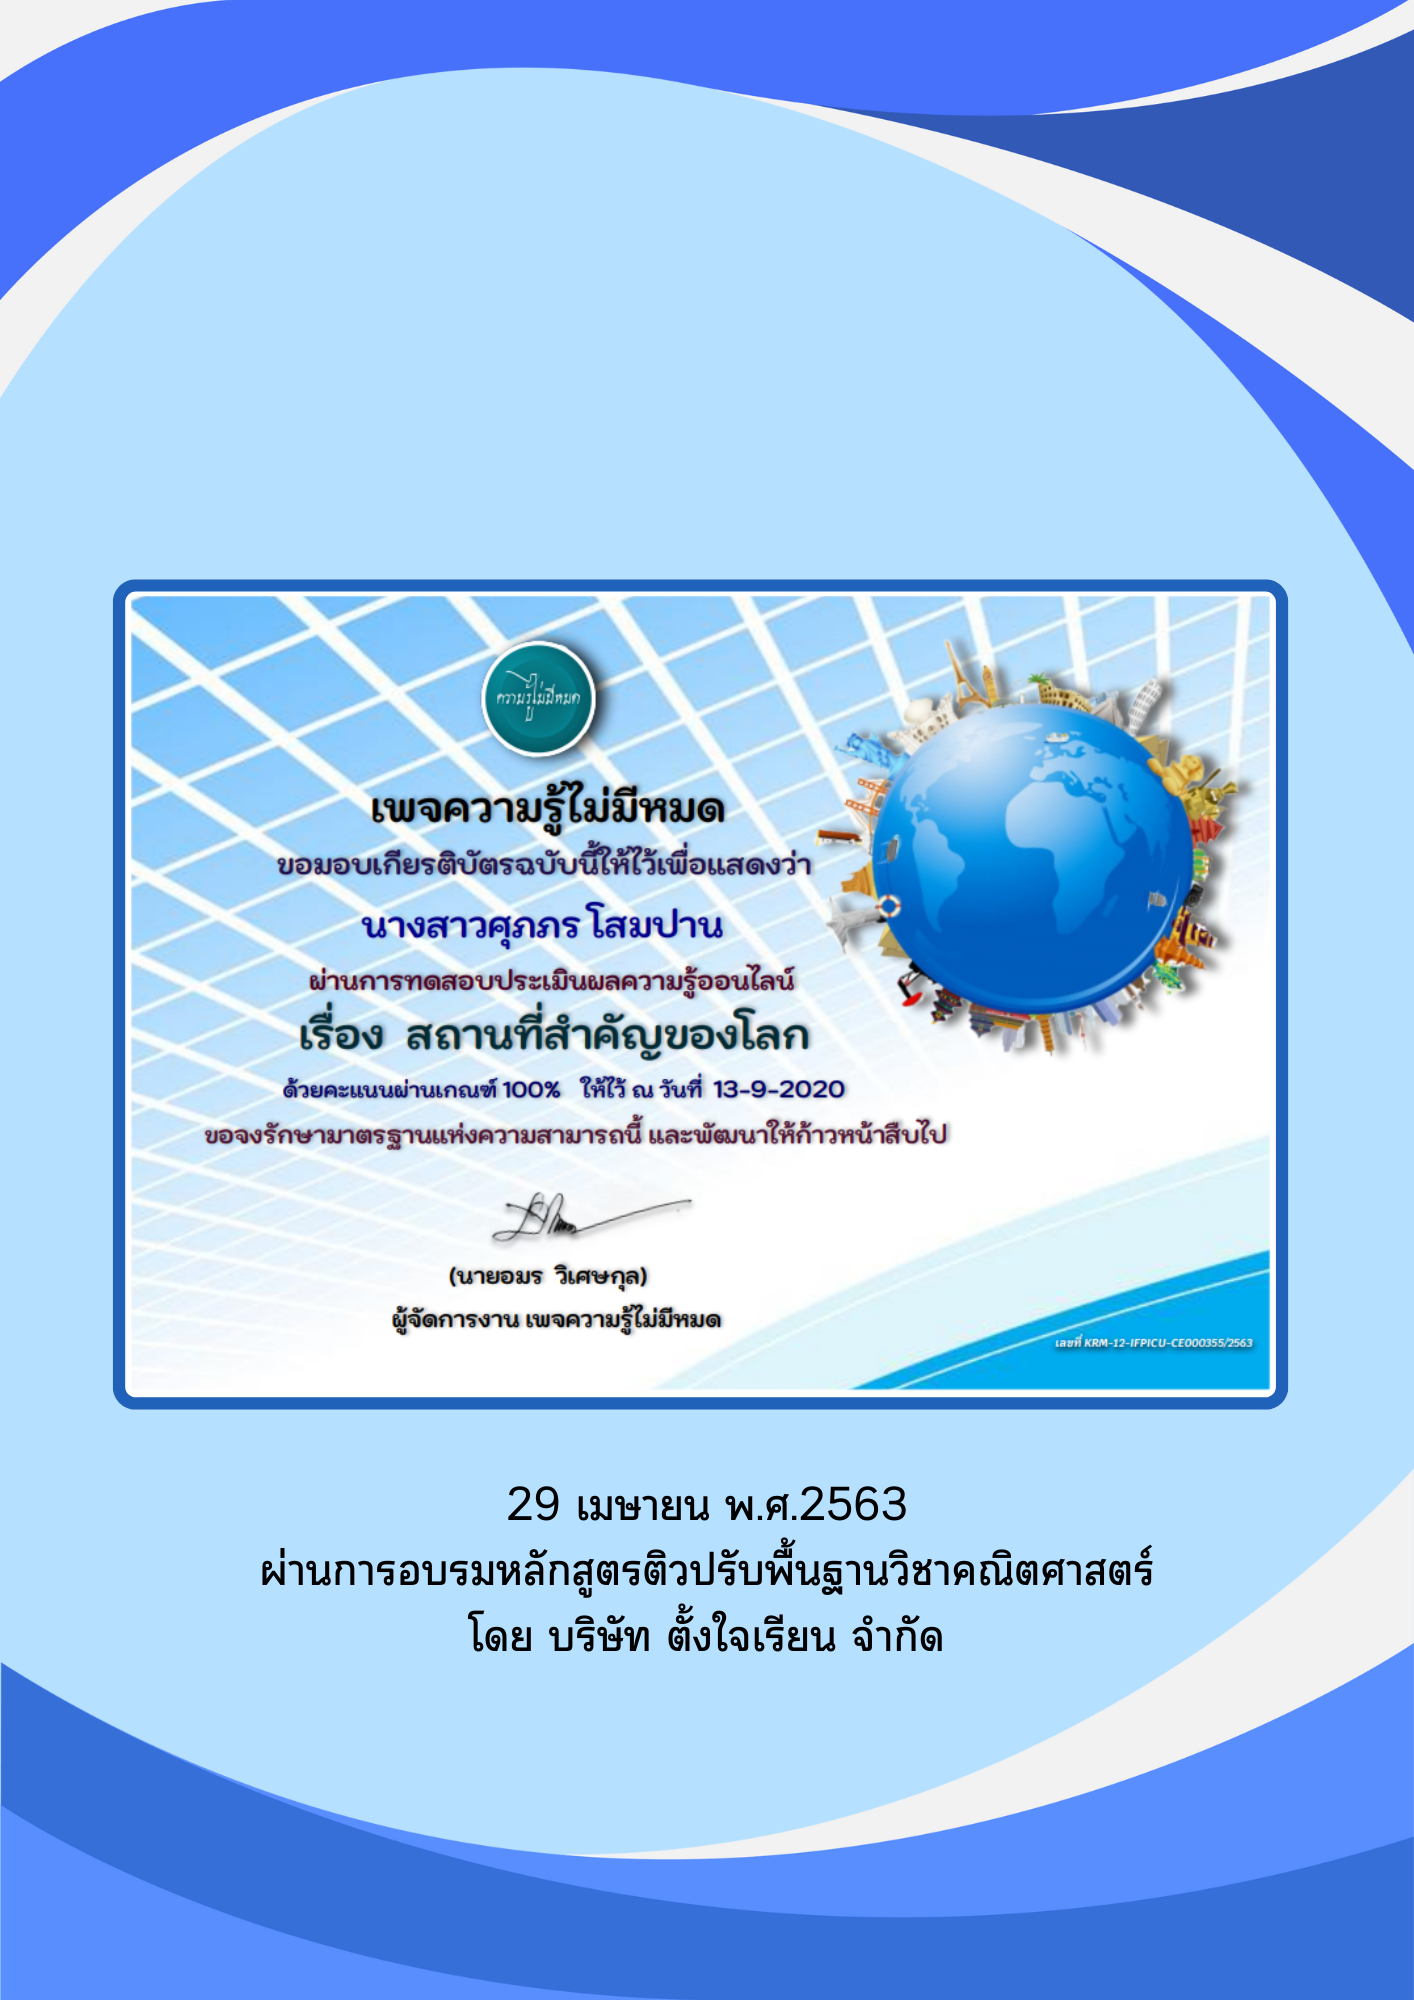 ความรู้ไม่มีหมด
เพจความรู้ไม่มีหมด
ขอมอบเกียรติบัตรฉบับนี้ให้ไว้เพื่อแสดงว่า
นางสาวศุภกร โสมปาน
ผ่านการทดสอบประเมินผลความรู้ออนไลน์
เรื่อง สถานที่สำคัญของโลก
ด้วยคะแนนผ่านเกณฑ์ 100% ให้ไว้ ณ วันที่ 13-9-2020
ขอจงรักษามาตรฐานแห่งความสามารถนี้ และพัฒนาให้ก้าวหน้าสืบไป
(นายอมร วิเศษกุล)
ผู้จัดการงาน เพจความรู้ไม่มีหมด
เลขที่ KRM-12-IFPICU-CE000355/2563
29 เมษายน พ.ศ.2563
ผ่านการอบรมหลักสูตรติวปรับพื้นฐานวิชาคณิตศาสตร์
โดย บริษัท ตั้งใจเรียน จำกัด